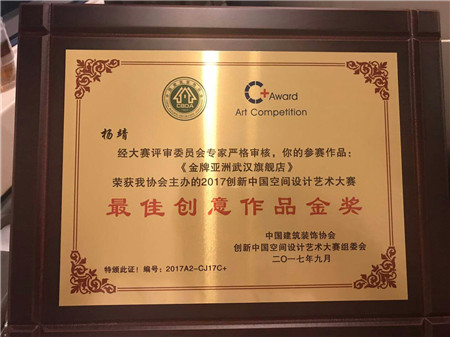 CBDA
C+Award
Art Competition
杨靖
经大赛评审委员会专家严格审核，你的参赛作品：
《金牌亚洲武汉旗舰店》
荣获我协会主办的2017创新中国空间设计艺术大赛
最佳创意作品金奖
中国建筑装饰协会
创新中国空间设计艺术大赛组委会
二〇一七年九月
特颁此证！编号：2017A2-CJ17C+